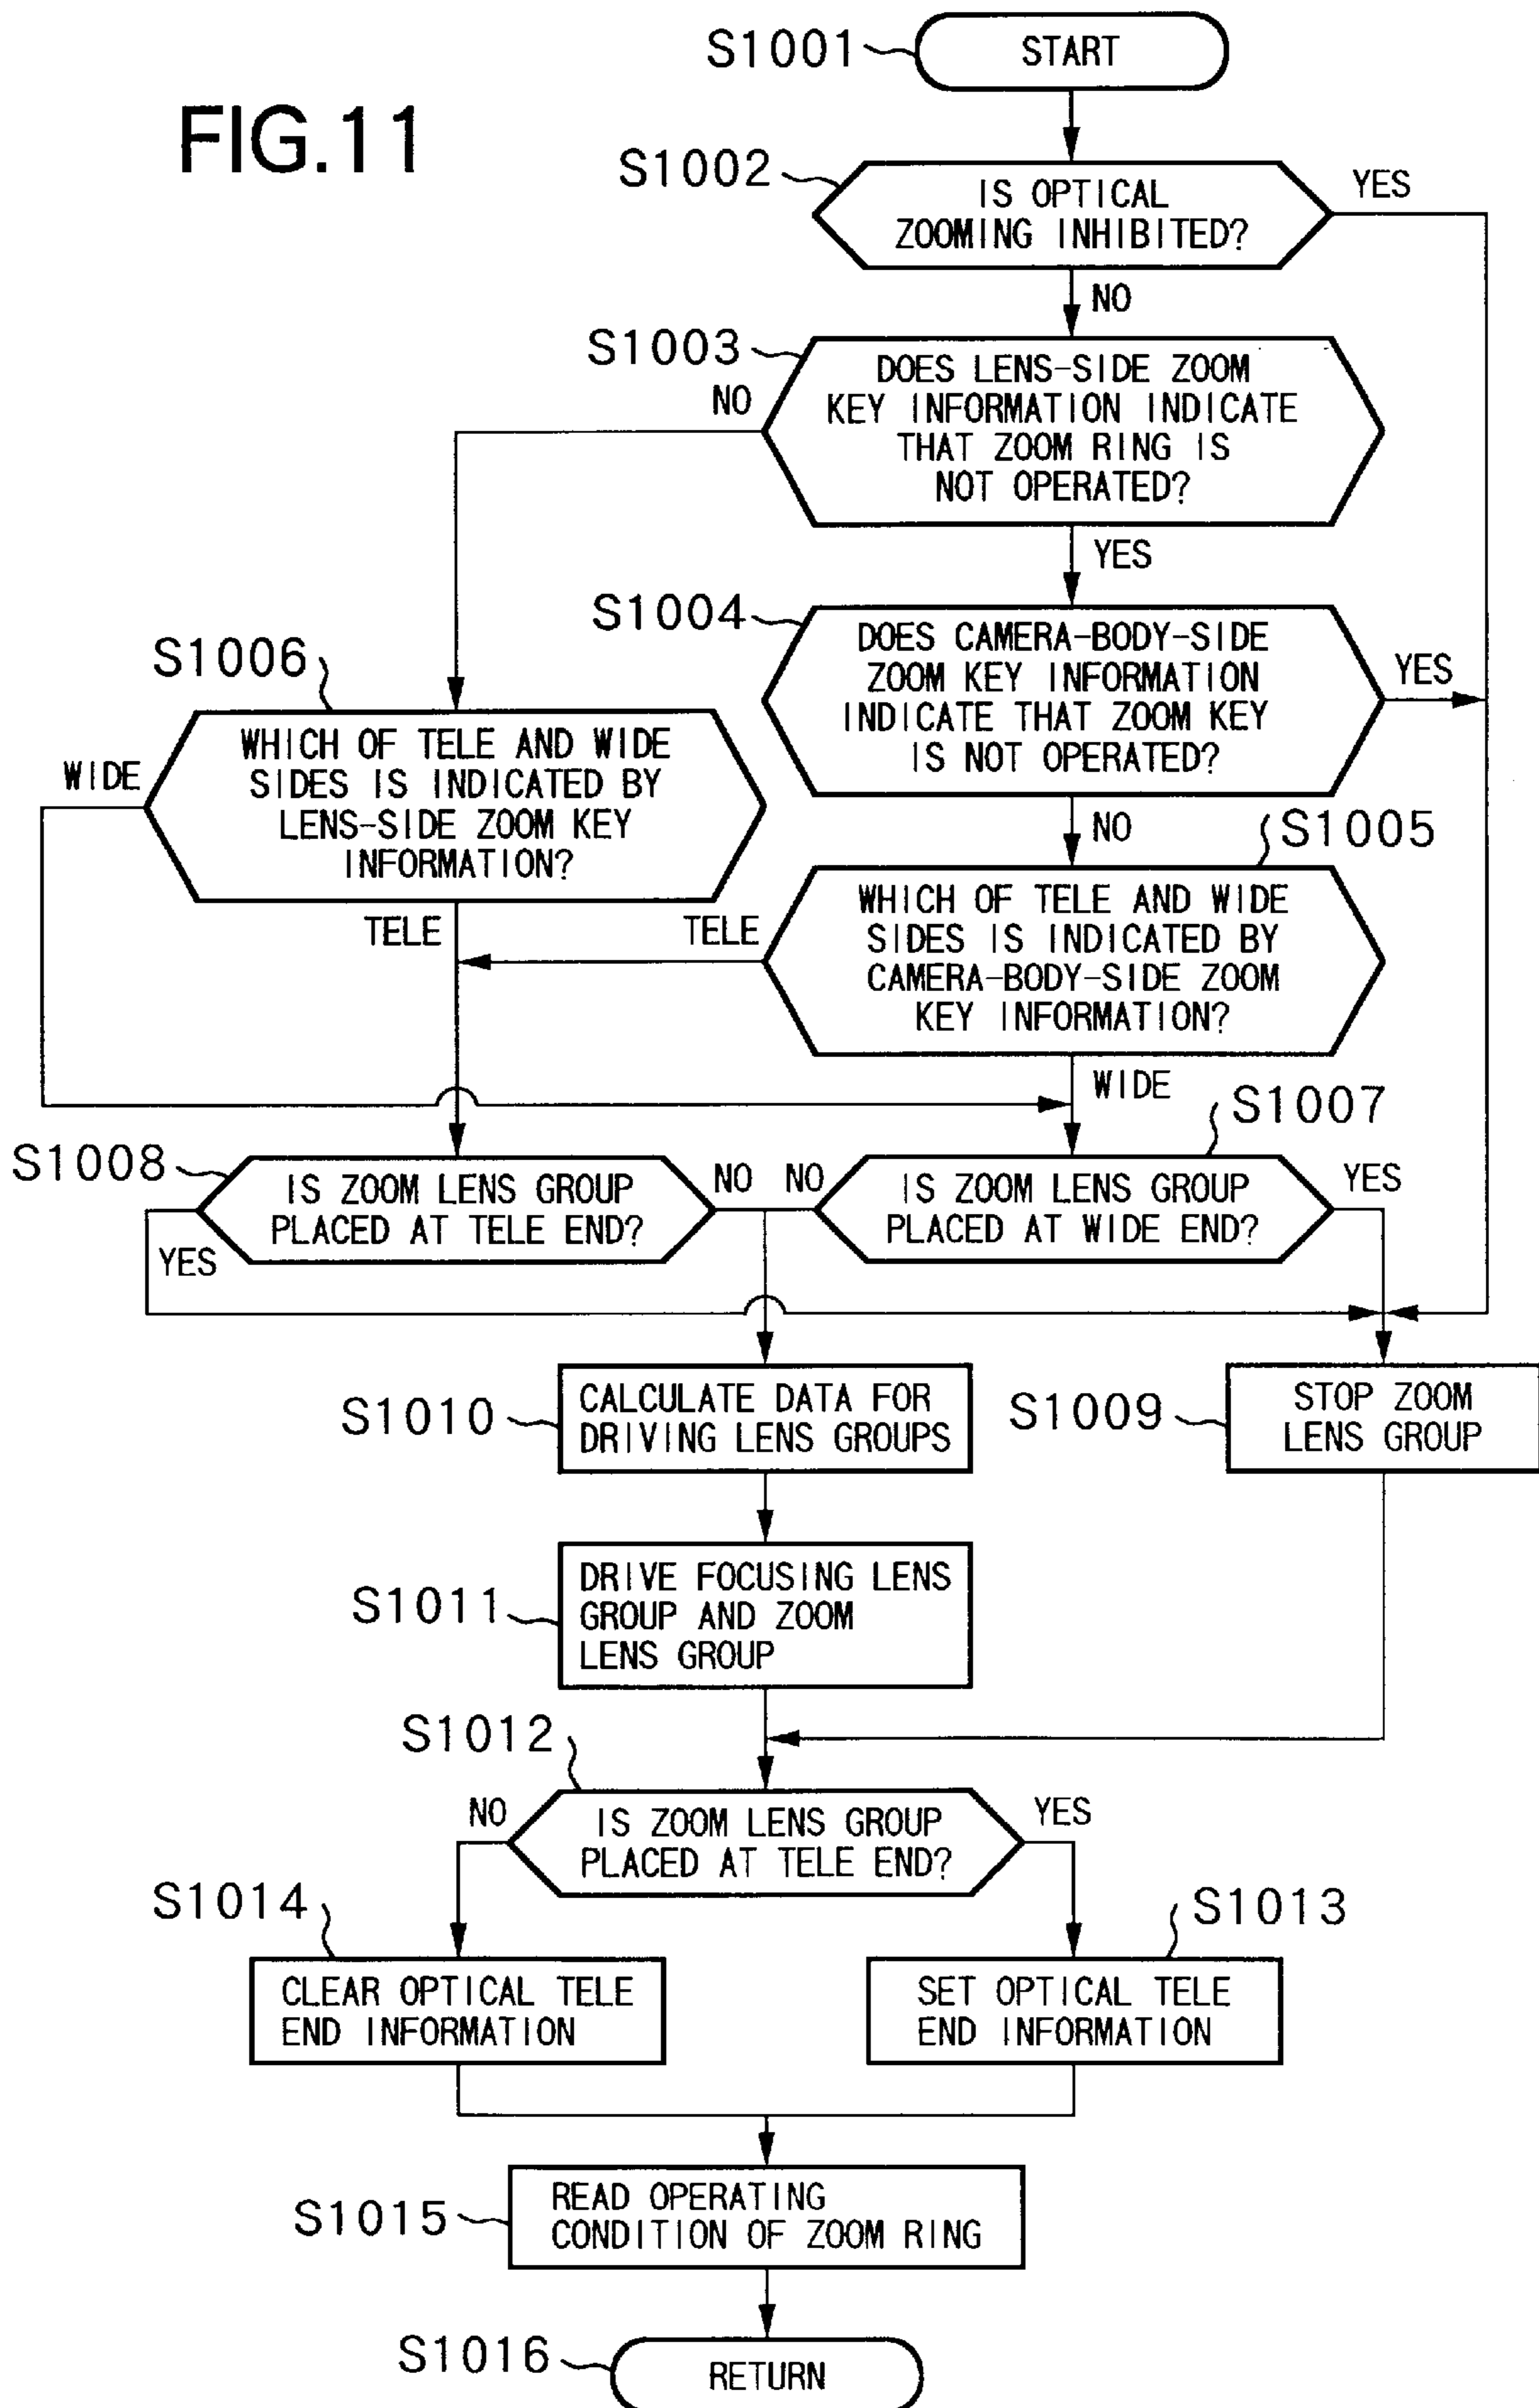 FIG.11
S1001
START
S1002
IS OPTICAL
ZOOMING INHIBITED?
YES
NO
S1003
DOES LENS-SIDE ZOOM
KEY INFORMATION INDICATE
THAT ZOOM RING IS
NOT OPERATED?
NO
YES
S1004
DOES CAMERA-BODY-SIDE
ZOOM KEY INFORMATION
INDICATE THAT ZOOM KEY
IS NOT OPERATED?
YES
NO
S1006
WHICH OF TELE AND WIDE
SIDES IS INDICATED BY
LENS-SIDE ZOOM KEY
INFORMATION?
WIDE
TELE
S1005
WHICH OF TELE AND WIDE
SIDES IS INDICATED BY
CAMERA-BODY-SIDE ZOOM
KEY INFORMATION?
TELE
WIDE
S1008
IS ZOOM LENS GROUP
PLACED AT TELE END?
YES
NO
NO
S1007
IS ZOOM LENS GROUP
PLACED AT WIDE END?
YES
S1010
CALCULATE DATA FOR
DRIVING LENS GROUPS
S1009
STOP ZOOM
LENS GROUP
S1011
DRIVE FOCUSING LENS
GROUP AND ZOOM
LENS GROUP
S1012
IS ZOOM LENS GROUP
PLACED AT TELE END?
NO
YES
S1014
CLEAR OPTICAL TELE
END INFORMATION
S1013
SET OPTICAL TELE
END INFORMATION
S1015
READ OPERATING
CONDITION OF ZOOM RING
S1016
RETURN